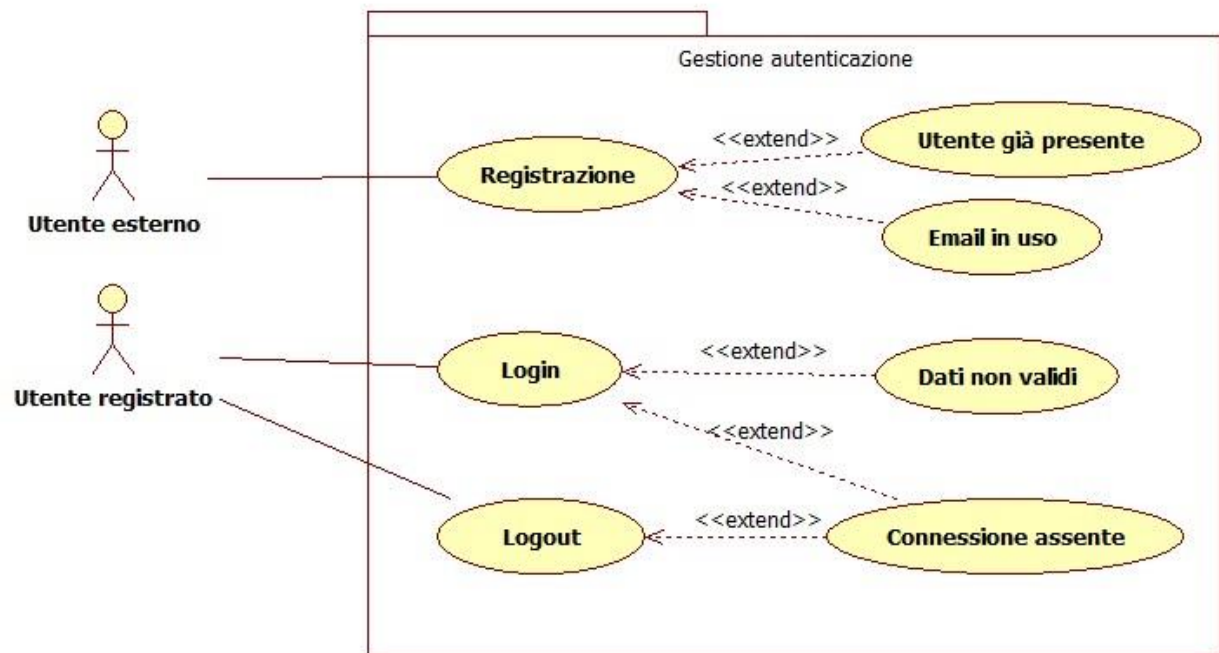 Gestione autenticazione
Utente esterno
Registrazione
<<extend>>
Utente già presente
<<extend>>
Email in uso
Utente registrato
Login
<<extend>>
Dati non validi
<<extend>>
Logout
<<extend>>
Connessione assente